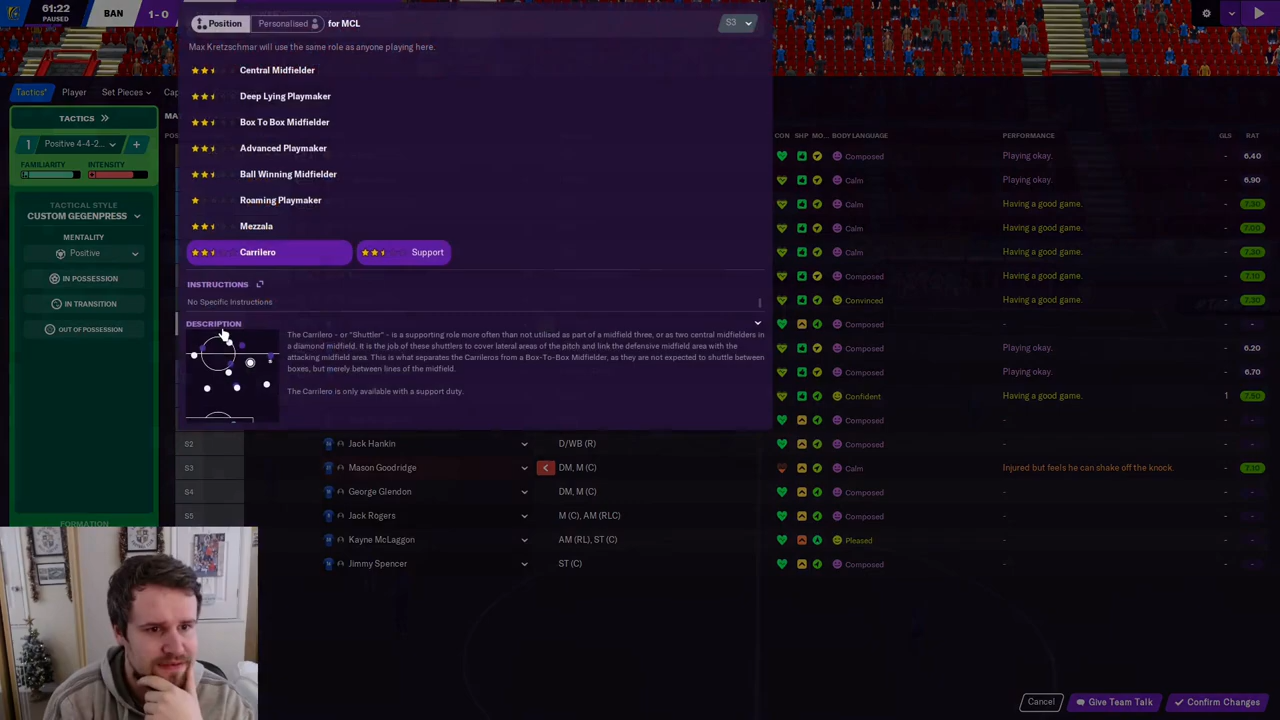 61:22
PAUSED
BAN
1 - 0
Position
Personalised
for MCL
S3
Max Kretzschmar will use the same role as anyone playing here.
Central Midfielder
Deep Lying Playmaker
Box To Box Midfielder
Advanced Playmaker
Ball Winning Midfielder
Roaming Playmaker
Mezzala
Carrilero
Support
INSTRUCTIONS
No Specific Instructions
DESCRIPTION
The Carrilero - or "Shuttler" - is a supporting role more often than not utilised as part of a midfield three, or as two central midfielders in
a diamond midfield. It is the job of these shuttlers to cover lateral areas of the pitch and link the defensive midfield area with the
attacking midfield area. This is what separates the Carrileros from a Box-To-Box Midfielder, as they are not expected to shuttle between
boxes, but merely between lines of the midfield.
The Carrilero is only available with a support duty.
Tactics*
Player
Set Pieces
Cap
TACTICS
1 Positive 4-4-2...
FAMILIARITY
INTENSITY
TACTICAL STYLE
CUSTOM GEGENPRESS
MENTALITY
Positive
IN POSSESSION
IN TRANSITION
OUT OF POSSESSION
FORMATION
CON SHP MO... BODY LANGUAGE PERFORMANCE GLS RAT
Composed Playing okay. - 6.40
Calm Playing okay. - 6.90
Calm Having a good game. - 7.30
Calm Having a good game. - 7.00
Calm Having a good game. - 7.30
Composed Having a good game. - 7.10
Convinced Having a good game. - 7.30
Composed - -
Composed Playing okay. - 6.20
Composed Playing okay. - 6.70
Confident Having a good game. 1 7.50
Composed - - -
S2 Jack Hankin D/WB (R) Composed - - -
S3 Mason Goodridge DM, M (C) Calm Injured but feels he can shake off the knock. - 7.10
S4 George Glendon DM, M (C) Composed - - -
S5 Jack Rogers M (C), AM (RLC) Composed - - -
Kayne McLaggon AM (RL), ST (C) Pleased - - -
Jimmy Spencer ST (C) Composed - - -
Cancel
Give Team Talk
Confirm Changes